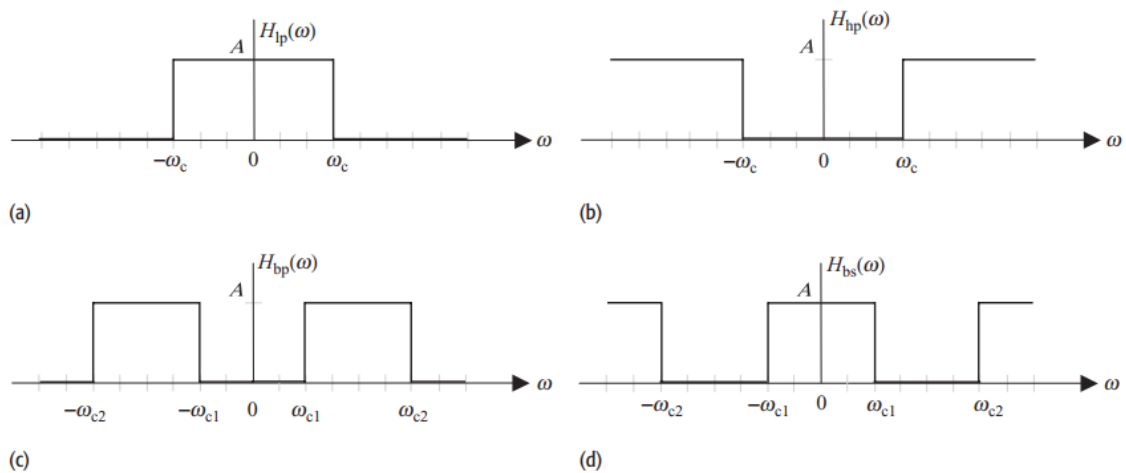 H_lp(ω)
A
ω
−ω_c 0 ω_c
(a)
H_hp(ω)
A
ω
−ω_c 0 ω_c
(b)
H_bp(ω)
A
ω
−ω_c2 −ω_c1 0 ω_c1 ω_c2
(c)
H_bs(ω)
A
ω
−ω_c2 −ω_c1 0 ω_c1 ω_c2
(d)